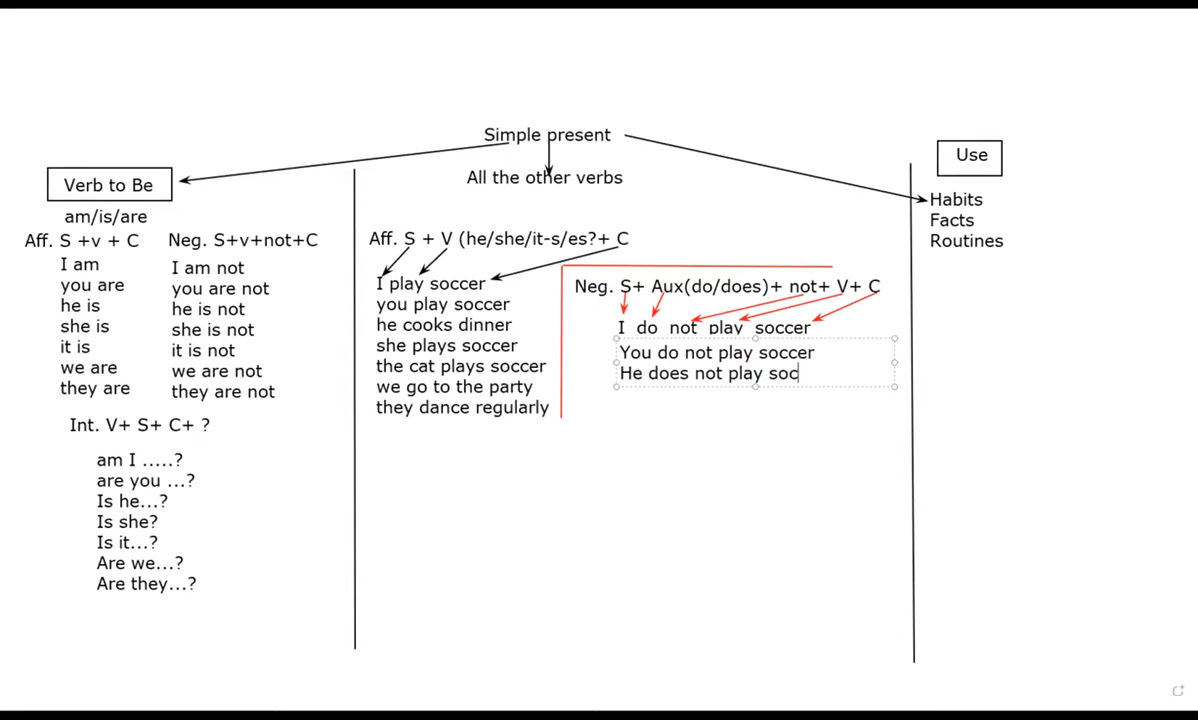 Simple present
Verb to Be
am/is/are
Aff. S +v + C
I am
you are
he is
she is
it is
we are
they are
Neg. S+v+not+C
I am not
you are not
he is not
she is not
it is not
we are not
they are not
Int. V+ S+ C+ ?
am I .....?
are you ...?
Is he...?
Is she?
Is it...?
Are we...?
Are they...?
All the other verbs
Aff. S + V (he/she/it-s/es?+ C
I play soccer
you play soccer
he cooks dinner
she plays soccer
the cat plays soccer
we go to the party
they dance regularly
Neg. S+ Aux(do/does)+ not+ V+ C
I do not play soccer
You do not play soccer
He does not play soc
Use
Habits
Facts
Routines